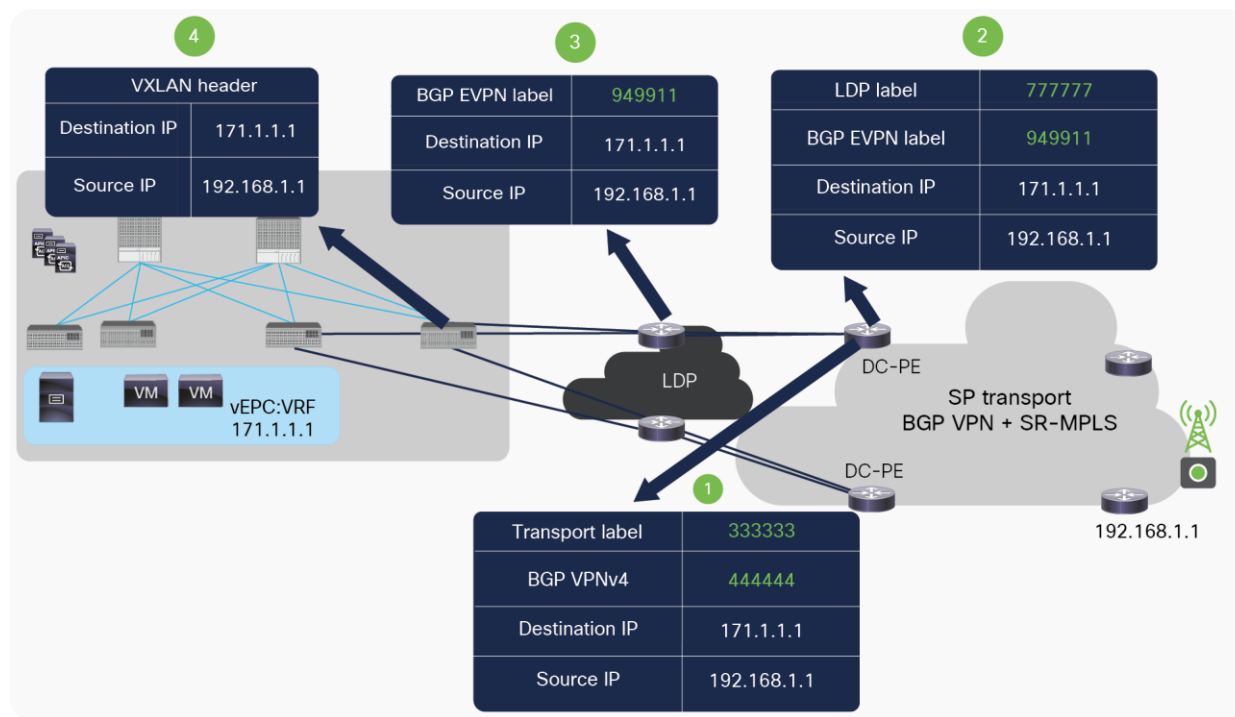 4
VXLAN header
Destination IP 171.1.1.1
Source IP 192.168.1.1
3
BGP EVPN label 949911
Destination IP 171.1.1.1
Source IP 192.168.1.1
2
LDP label 777777
BGP EVPN label 949911
Destination IP 171.1.1.1
Source IP 192.168.1.1
APIC
VM VM
vEPC:VRF
171.1.1.1
LDP
DC-PE
SP transport
BGP VPN + SR-MPLS
DC-PE
192.168.1.1
1
Transport label 333333
BGP VPNv4 444444
Destination IP 171.1.1.1
Source IP 192.168.1.1